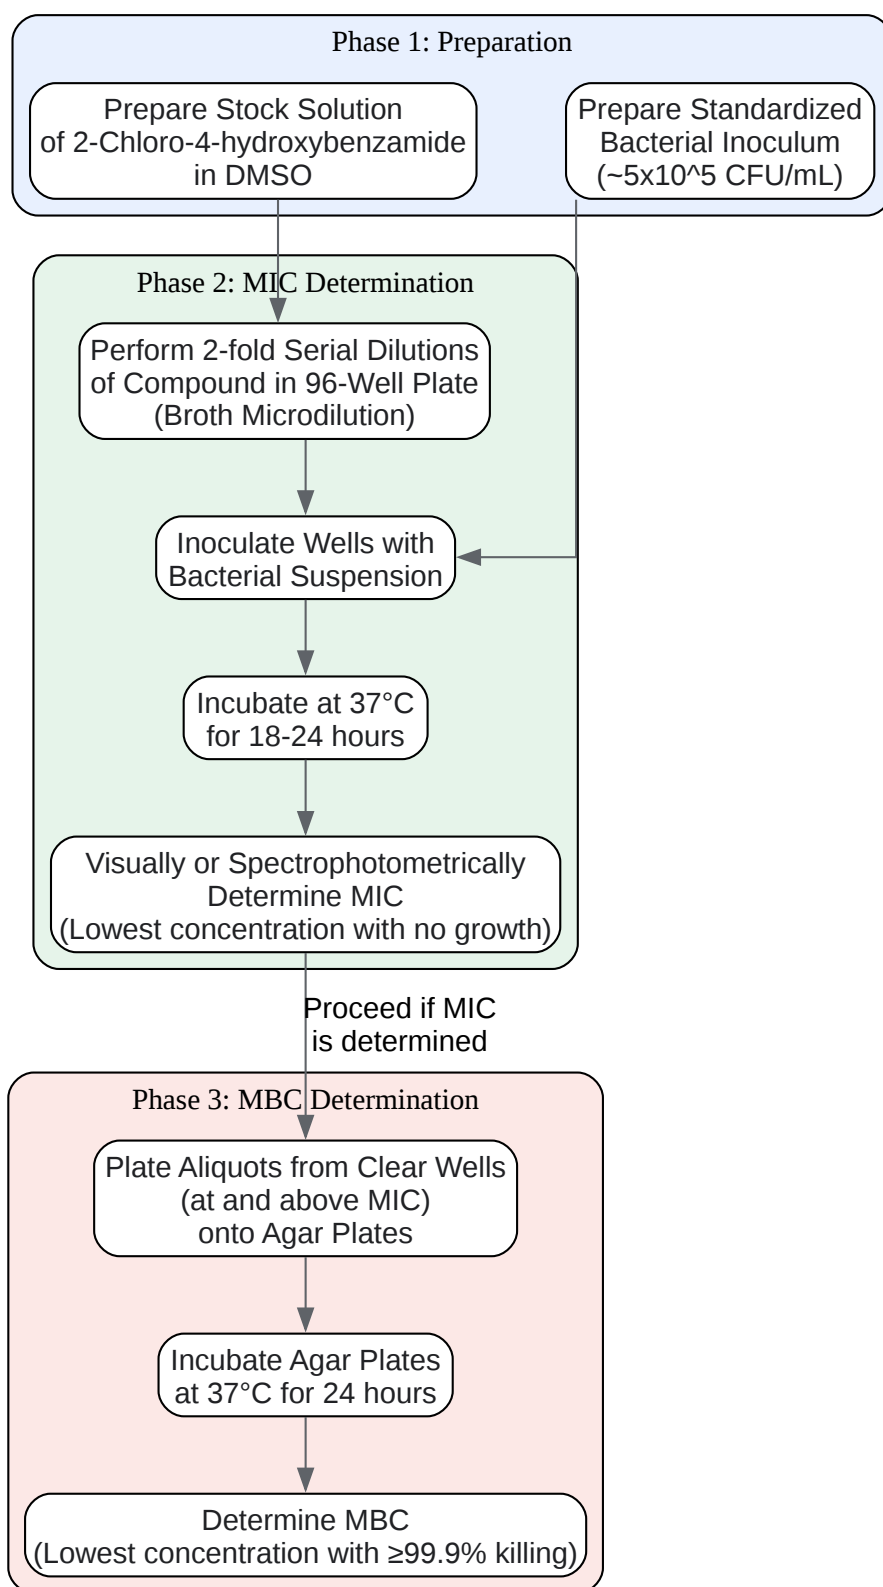 Phase 1: Preparation
Prepare Stock Solution
of 2-Chloro-4-hydroxybenzamide
in DMSO
Prepare Standardized
Bacterial Inoculum
(~5x10^5 CFU/mL)
Phase 2: MIC Determination
Perform 2-fold Serial Dilutions
of Compound in 96-Well Plate
(Broth Microdilution)
Inoculate Wells with
Bacterial Suspension
Incubate at 37°C
for 18-24 hours
Visually or Spectrophotometrically
Determine MIC
(Lowest concentration with no growth)
Proceed if MIC
is determined
Phase 3: MBC Determination
Plate Aliquots from Clear Wells
(at and above MIC)
onto Agar Plates
Incubate Agar Plates
at 37°C for 24 hours
Determine MBC
(Lowest concentration with ≥99.9% killing)